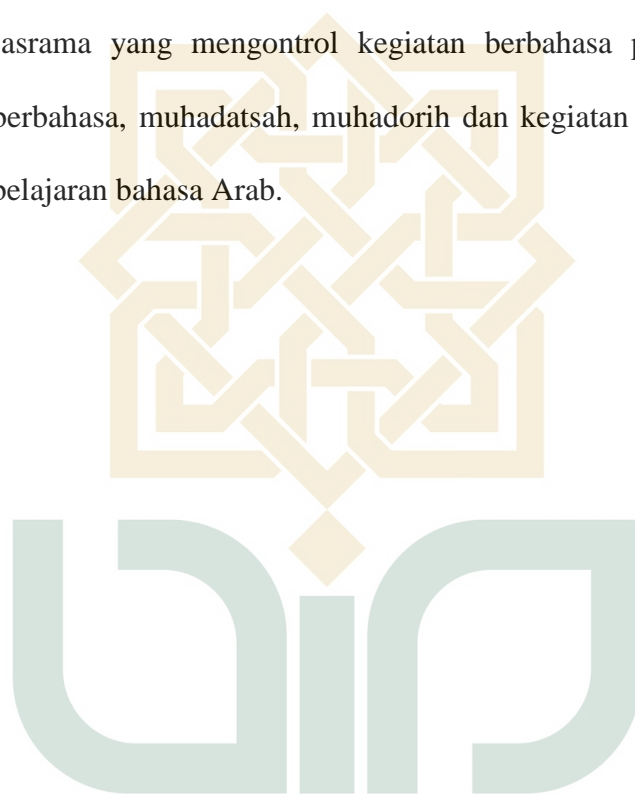 asrama yang mengontrol kegiatan berbahasa
berbahasa, muhadatsah, muhadorih dan kegiatan
pelajaran bahasa Arab.